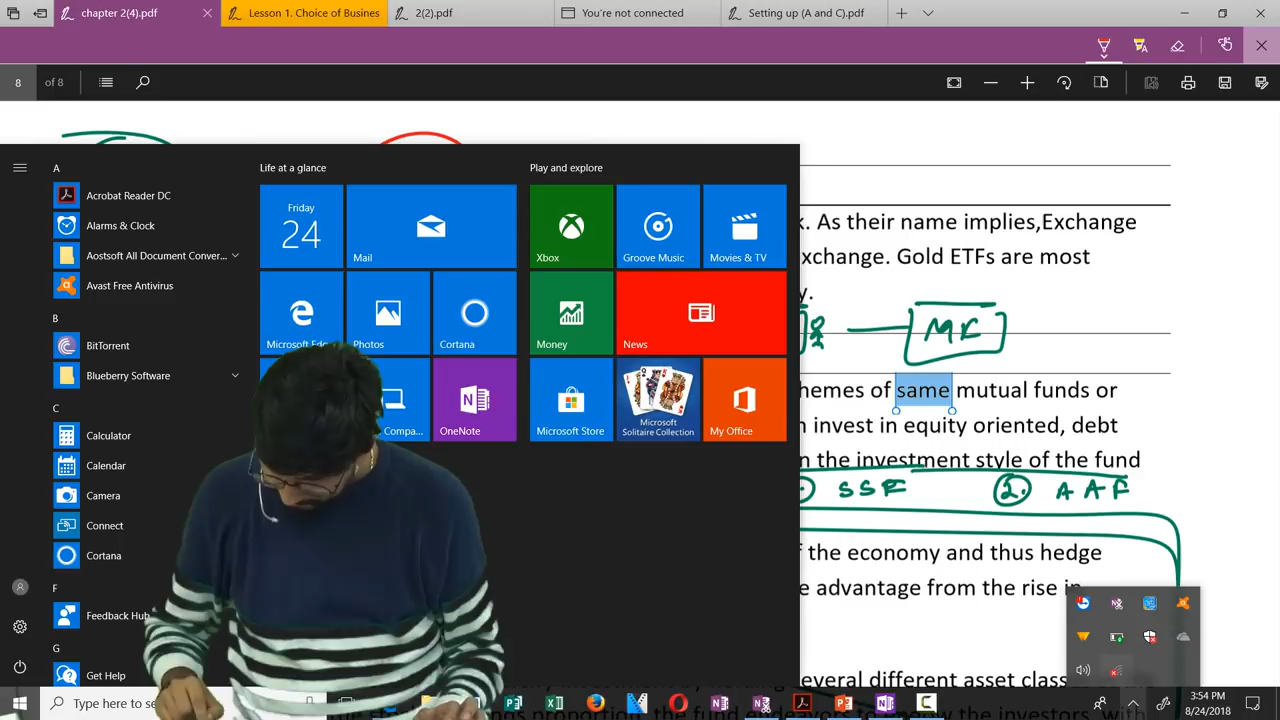 chapter 2(4).pdf
Lesson 1. Choice of Busines
2(2).pdf
You're not connected
Setting up (A and C).pdf
8 of 8
A
Acrobat Reader DC
Alarms & Clock
Aostsoft All Document Conver...
Avast Free Antivirus
B
BitTorrent
Blueberry Software
C
Calculator
Calendar
Camera
Connect
Cortana
F
Feedback Hub
G
Get Help
Life at a glance
Friday
24
Mail
Microsoft Edg
Photos
Cortana
Compa...
OneNote
Play and explore
Xbox
Groove Music
Movies & TV
Money
News
Microsoft Store
Microsoft
Solitaire Collection
My Office
k. As their name implies,Exchange
xchange. Gold ETFs are most
y.
MK
hemes of same mutual funds or
n invest in equity oriented, debt
n the investment style of the fund
SSF 2. AAF
f the economy and thus hedge
e advantage from the rise in
everal different asset class
Type here to sea
3:54 PM
8/24/2018